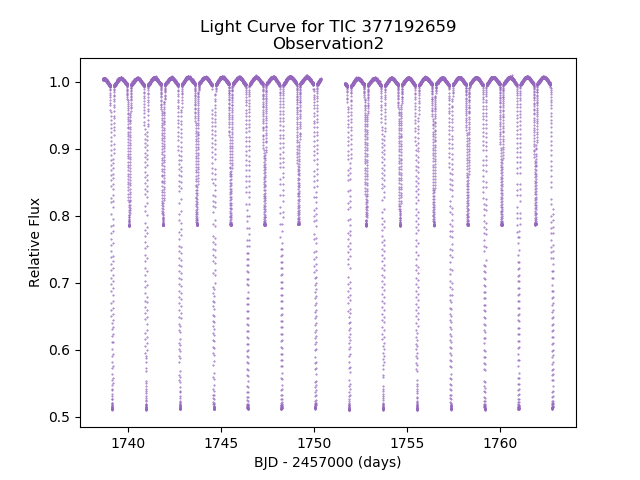 Light Curve for TIC 377192659
Observation2
1.0
0.9
0.8
0.7
0.6
0.5
Relative Flux
1740
1745
1750
1755
1760
BJD - 2457000 (days)